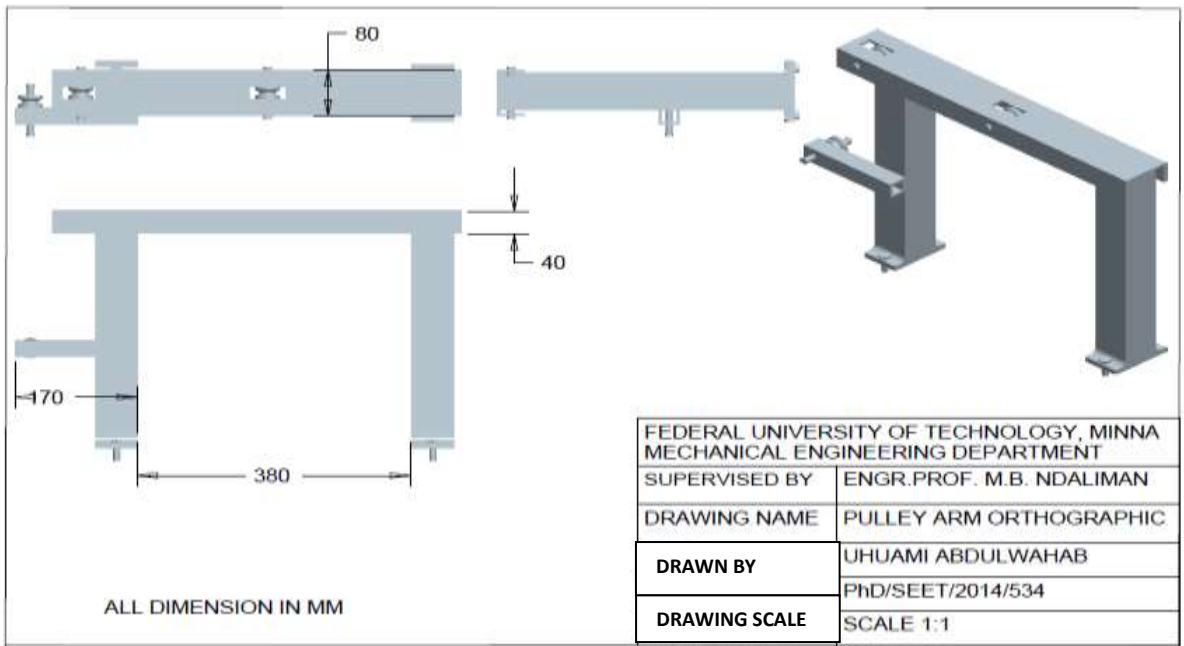 80
40
170
380
ALL DIMENSION IN MM
FEDERAL UNIVERSITY OF TECHNOLOGY, MINNA
MECHANICAL ENGINEERING DEPARTMENT
SUPERVISED BY ENGR.PROF. M.B. NDALIMAN
DRAWING NAME PULLEY ARM ORTHOGRAPHIC
DRAWN BY UHUAMI ABDULWAHAB
PhD/SEET/2014/534
DRAWING SCALE SCALE 1:1